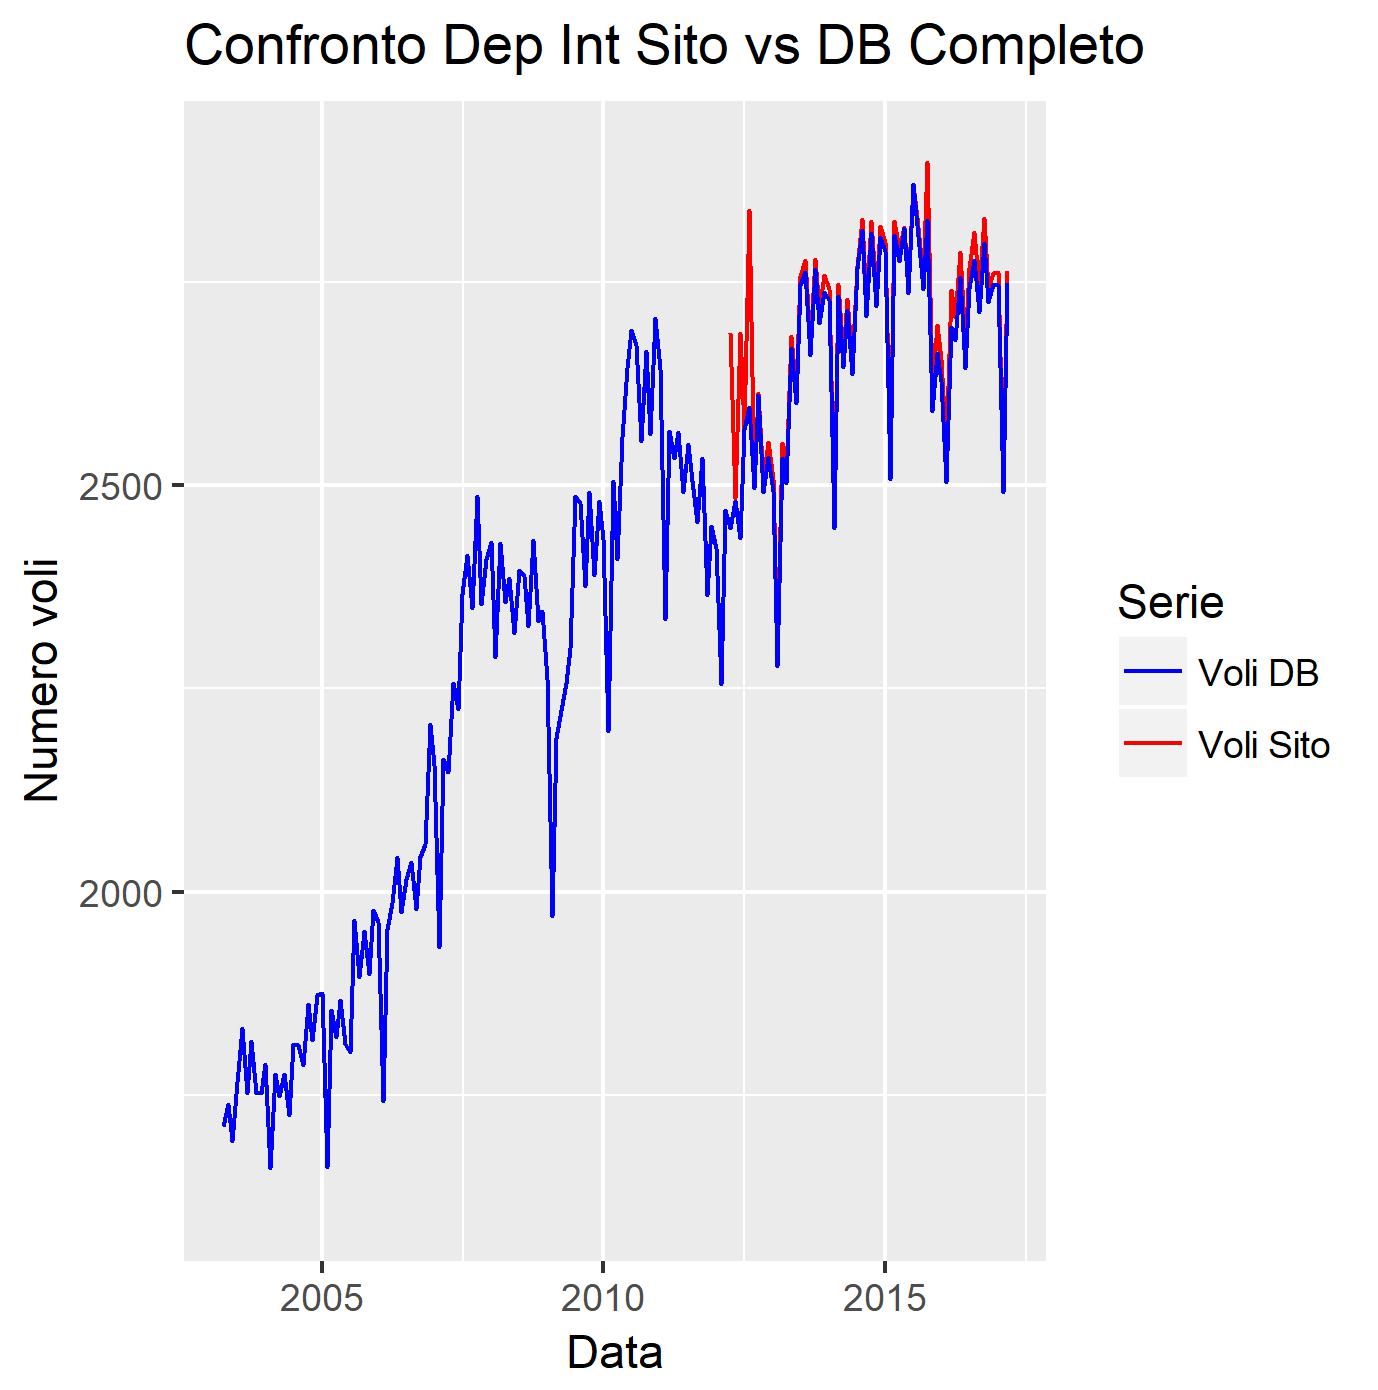 Confronto Dep Int Sito vs DB Completo
Numero voli
2500
2000
2005
2010
2015
Data
Serie
Voli DB
Voli Sito